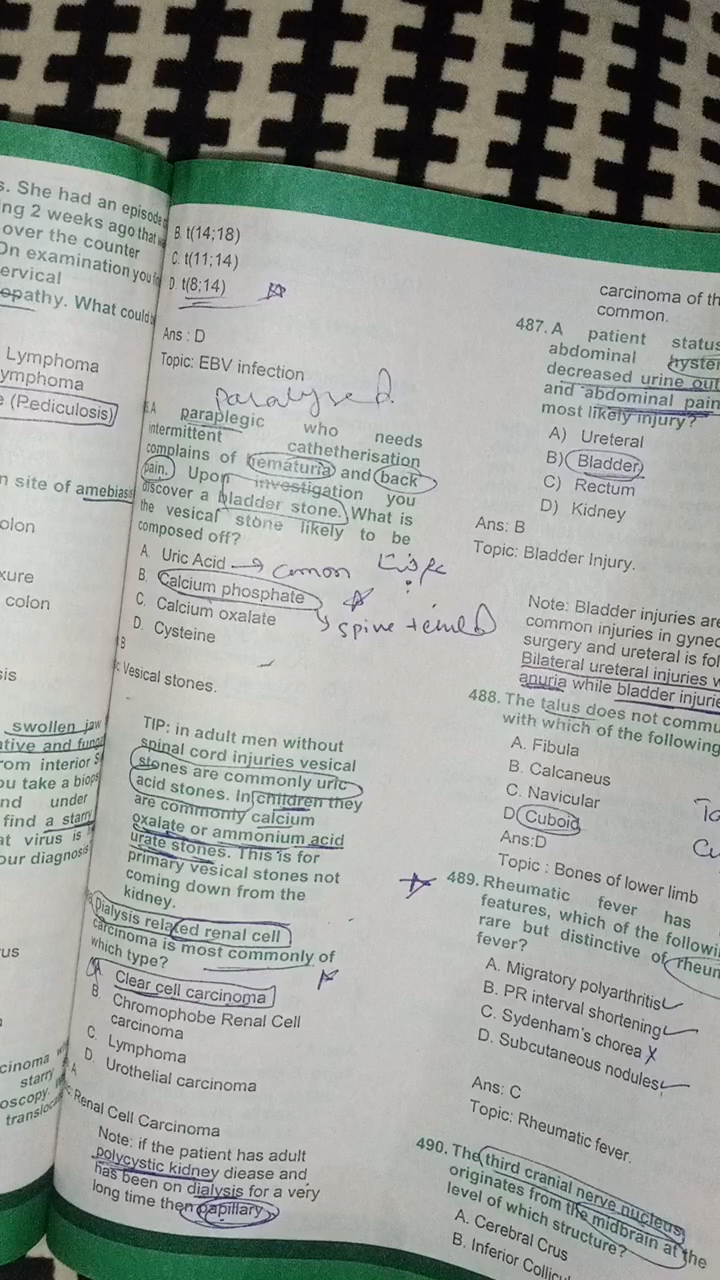 s. She had an episode
ng 2 weeks ago that
over the counter
On examination you
ervical
epathy. What could
Lymphoma
ymphoma
e (Pediculosis)
n site of amebiasis
olon
xure
colon
sis
swollen jaw
ative and fung
rom interior
ou take a biops
nd under
find a starry
at virus is
our diagnosis
us
cinoma
starry
oscopy.
transloc
B. t(14;18)
C. t(11;14)
D. t(8;14)
Ans : D
Topic: EBV infection
paralysed
A paraplegic who needs
intermittent cathetherisation
complains of hematuria and back
pain. Upon investigation you
discover a bladder stone. What is
the vesical stone likely to be
composed off?
A. Uric Acid → common
B. Calcium phosphate
C. Calcium oxalate
D. Cysteine
B
Vesical stones.
TIP: in adult men without
spinal cord injuries vesical
stones are commonly uric
acid stones. In children they
are commonly calcium
oxalate or ammonium acid
urate stones. This is for
primary vesical stones not
coming down from the
kidney.
Dialysis related renal cell
carcinoma is most commonly of
which type?
A. Clear cell carcinoma
B. Chromophobe Renal Cell
carcinoma
C. Lymphoma
D. Urothelial carcinoma
A
Renal Cell Carcinoma
Note: if the patient has adult
polycystic kidney diease and
has been on dialysis for a very
long time then papillary
carcinoma of th
common.
487. A patient status
abdominal hyster
decreased urine out
and abdominal pain
most likely injury?
A) Ureteral
B) Bladder
C) Rectum
D) Kidney
Ans: B
Topic: Bladder Injury.
Note: Bladder injuries are
common injuries in gynec
surgery and ureteral is fol
Bilateral ureteral injuries w
anuria while bladder injurie
488. The talus does not commu
with which of the following
A. Fibula
B. Calcaneus
C. Navicular
D. Cuboid
Ans:D
Topic : Bones of lower limb
489. Rheumatic fever has
features, which of the followi
rare but distinctive of rheun
fever?
A. Migratory polyarthritis
B. PR interval shortening
C. Sydenham's chorea
D. Subcutaneous nodules
Ans: C
Topic: Rheumatic fever.
490. The third cranial nerve nucleus
originates from the midbrain at the
level of which structure?
A. Cerebral Crus
B. Inferior Collicul